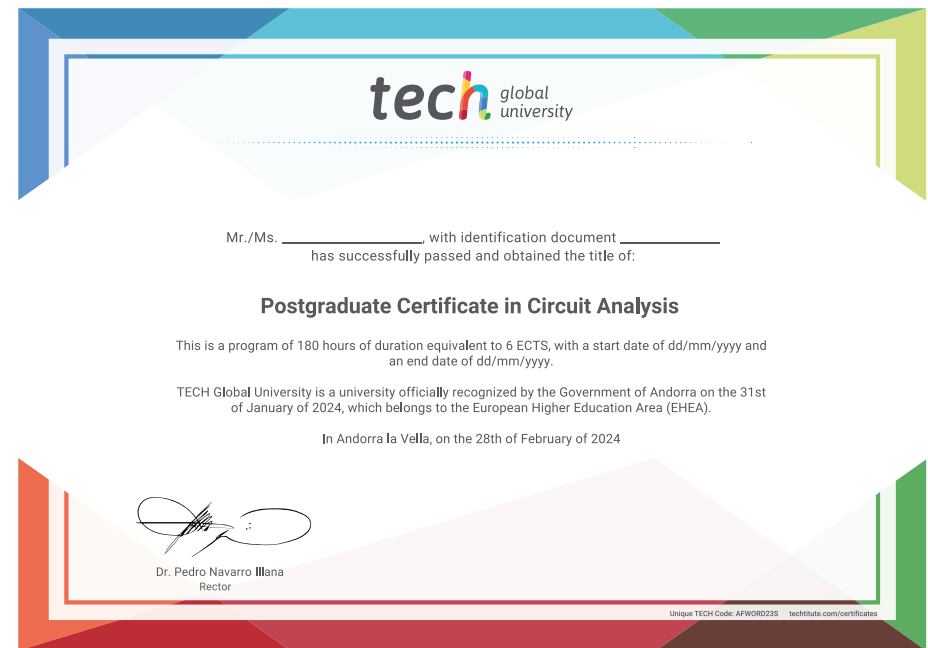 tech global
university
Mr./Ms. ____________, with identification document ____________
has successfully passed and obtained the title of:
Postgraduate Certificate in Circuit Analysis
This is a program of 180 hours of duration equivalent to 6 ECTS, with a start date of dd/mm/yyyy and
an end date of dd/mm/yyyy.
TECH Global University is a university officially recognized by the Government of Andorra on the 31st
of January of 2024, which belongs to the European Higher Education Area (EHEA).
In Andorra la Vella, on the 28th of February of 2024
Dr. Pedro Navarro Illana
Rector
Unique TECH Code: AFWORD23S techtitute.com/certificates